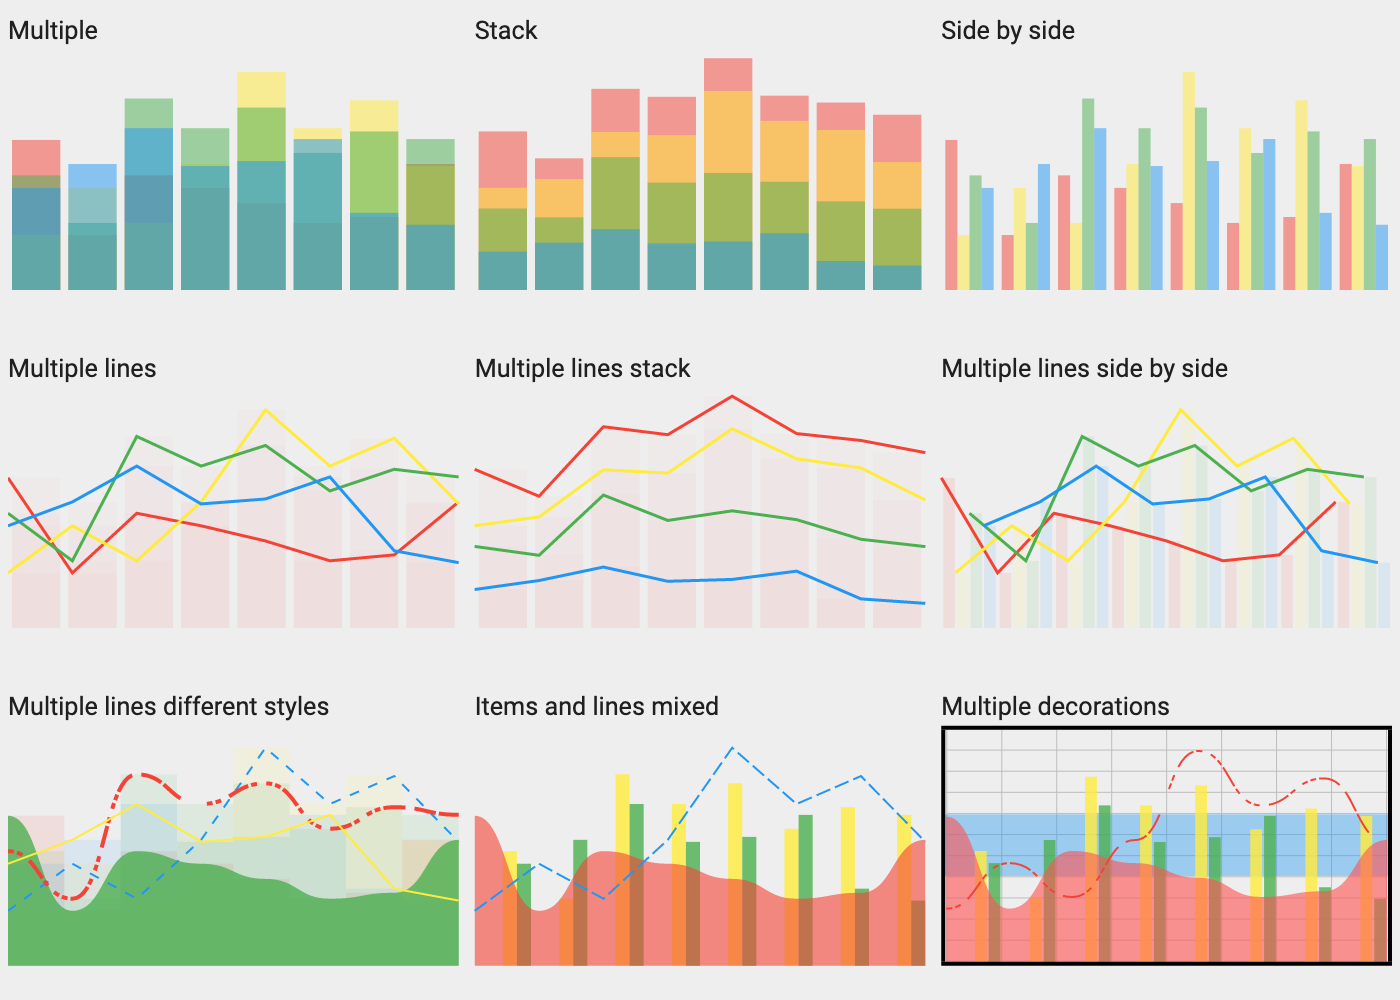 Multiple
Stack
Side by side
Multiple lines
Multiple lines stack
Multiple lines side by side
Multiple lines different styles
Items and lines mixed
Multiple decorations